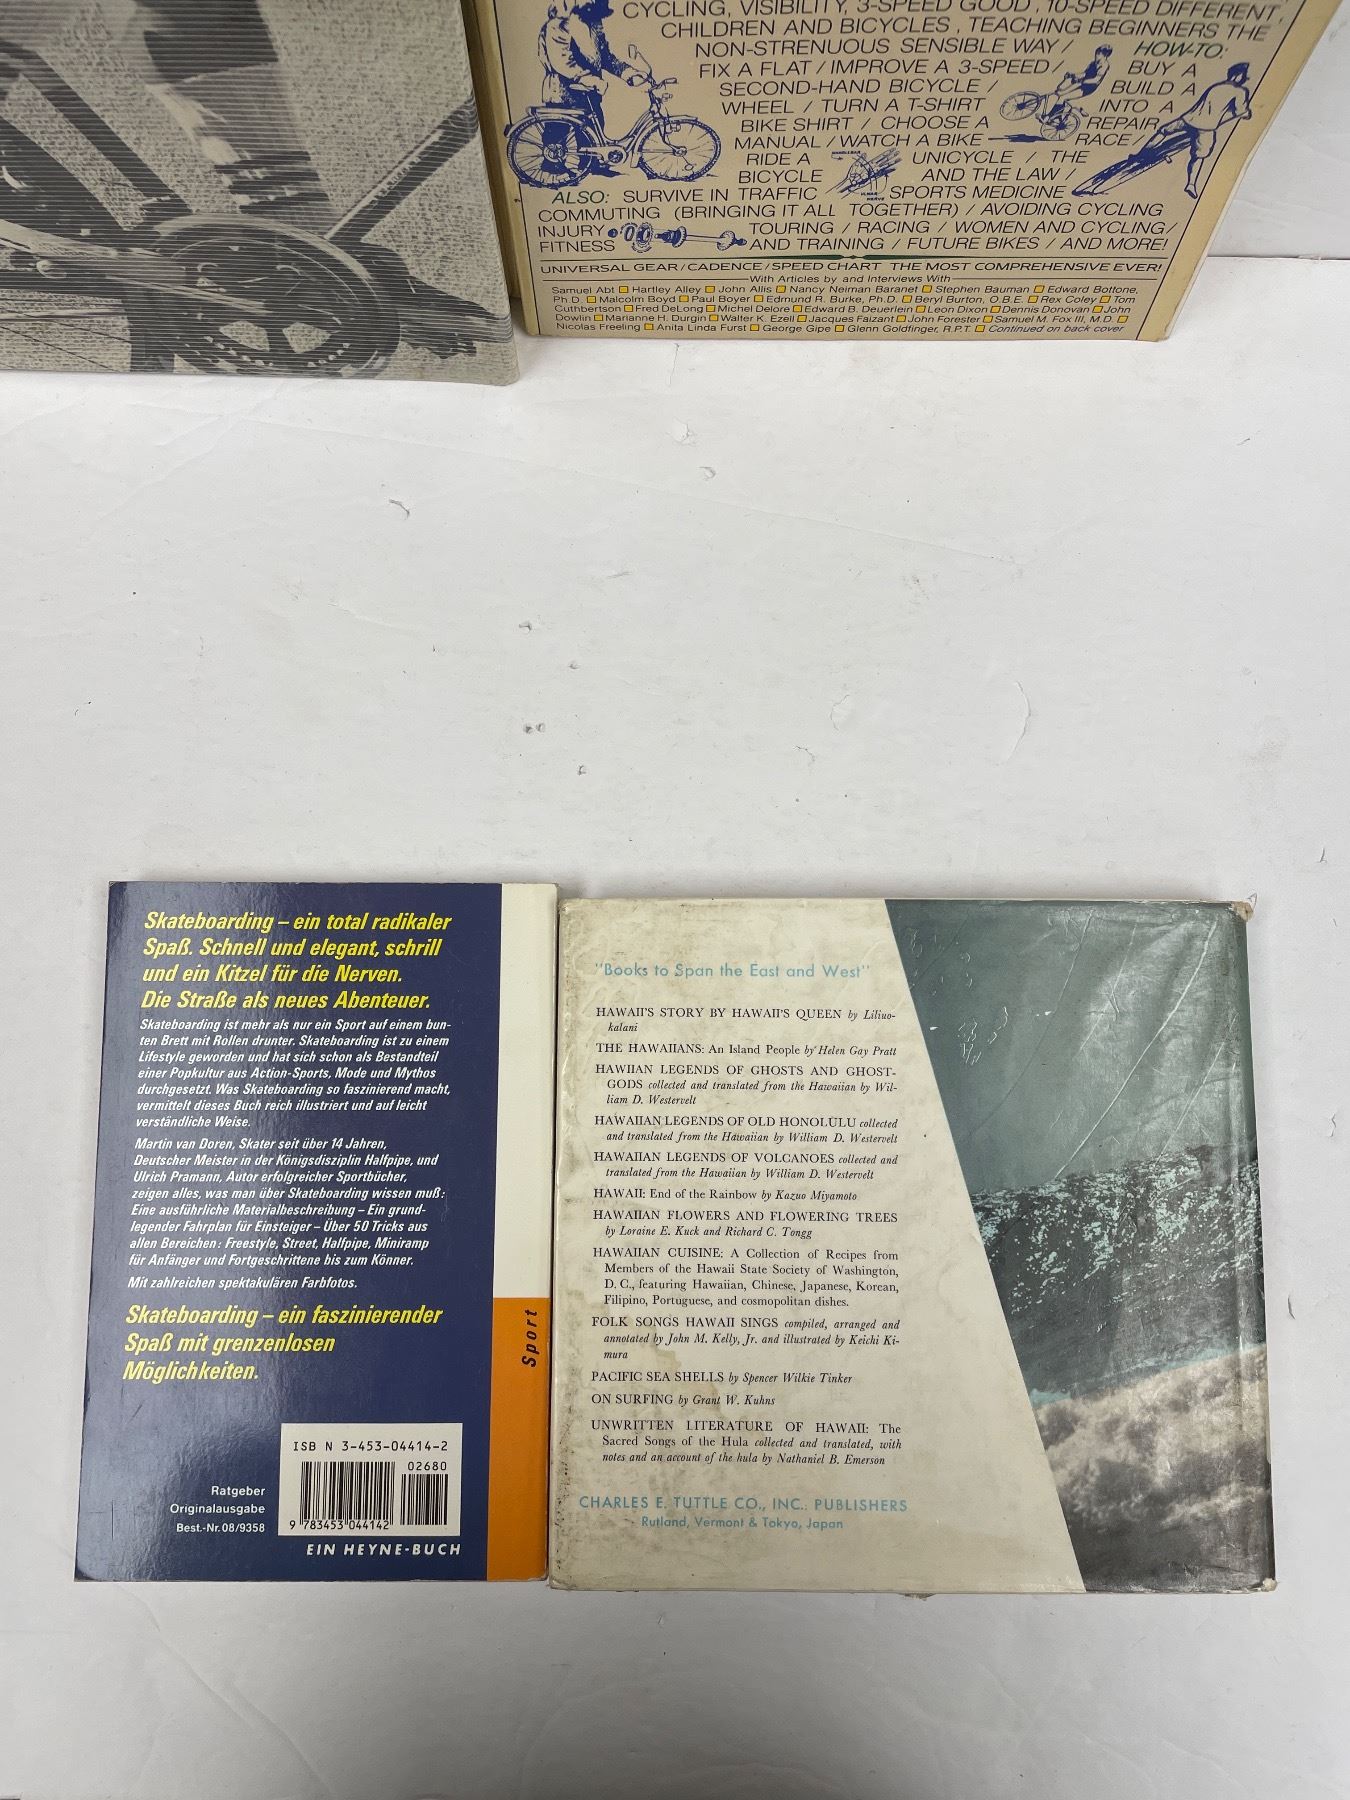 CYCLING, VISIBILITY, 3-SPEED GOOD, 10-SPEED DIFFERENT,
CHILDREN AND BICYCLES, TEACHING BEGINNERS THE
NON-STRENUOUS SENSIBLE WAY / HOW-TO:
FIX A FLAT / IMPROVE A 3-SPEED / BUY A
SECOND-HAND BICYCLE / BUILD A
WHEEL / TURN A T-SHIRT INTO A
BIKE SHIRT / CHOOSE A REPAIR
MANUAL / WATCH A BIKE RACE /
RIDE A UNICYCLE / THE
BICYCLE AND THE LAW /
ALSO: SURVIVE IN TRAFFIC SPORTS MEDICINE
COMMUTING (BRINGING IT ALL TOGETHER) / AVOIDING CYCLING
INJURY TOURING / RACING / WOMEN AND CYCLING /
FITNESS AND TRAINING / FUTURE BIKES / AND MORE!
UNIVERSAL GEAR / CADENCE / SPEED CHART THE MOST COMPREHENSIVE EVER!
With Articles by and Interviews With
Samuel Abt Hartley Alley John Allis Nancy Neiman Baranet Stephen Bauman Edward Bottone,
Ph.D. Malcolm Boyd Paul Boyer Edmund R. Burke, Ph.D. Beryl Burton, O.B.E. Rex Coley Tom
Cuthbertson Fred DeLong Michel Delore Edward B. Deuerlein Leon Dixon Dennis Donovan John
Dowlin Marianne H. Durgin Walter K. Ezell Jacques Faizant John Forester Samuel M. Fox III, M.D.
Nicolas Freeling Anita Linda Furst George Gipe Glenn Goldfinger, R.P.T. Continued on back cover
Skateboarding – ein total radikaler
Spaß. Schnell und elegant, schrill
und ein Kitzel für die Nerven.
Die Straße als neues Abenteuer.
Skateboarding ist mehr als nur ein Sport auf einem bun-
ten Brett mit Rollen drunter. Skateboarding ist zu einem
Lifestyle geworden und hat sich schon als Bestandteil
einer Popkultur aus Action-Sports, Mode und Mythos
durchgesetzt. Was Skateboarding so faszinierend macht,
vermittelt dieses Buch reich illustriert und auf leicht
verständliche Weise.
Martin van Doren, Skater seit über 14 Jahren,
Deutscher Meister in der Königsdisziplin Halfpipe, und
Ulrich Pramann, Autor erfolgreicher Sportbücher,
zeigen alles, was man über Skateboarding wissen muß:
Eine ausführliche Materialbeschreibung – Ein grund-
legender Fahrplan für Einsteiger – Über 50 Tricks aus
allen Bereichen: Freestyle, Street, Halfpipe, Miniramp
für Anfänger und Fortgeschrittene bis zum Könner.
Mit zahlreichen spektakulären Farbfotos.
Skateboarding – ein faszinierender
Spaß mit grenzenlosen
Möglichkeiten.
Sport
ISBN 3-453-04414-2
02680
9 783453 044142
Ratgeber
Originalausgabe
Best.-Nr. 08/9358
EIN HEYNE-BUCH
"Books to Span the East and West"
HAWAII'S STORY BY HAWAII'S QUEEN by Liliuo-
kalani
THE HAWAIIANS: An Island People by Helen Gay Pratt
HAWIIAN LEGENDS OF GHOSTS AND GHOST-
GODS collected and translated from the Hawaiian by Wil-
liam D. Westervelt
HAWAIIAN LEGENDS OF OLD HONOLULU collected
and translated from the Hawaiian by William D. Westervelt
HAWAIIAN LEGENDS OF VOLCANOES collected and
translated from the Hawaiian by William D. Westervelt
HAWAII: End of the Rainbow by Kazuo Miyamoto
HAWAIIAN FLOWERS AND FLOWERING TREES
by Loraine E. Kuck and Richard C. Tongg
HAWAIIAN CUISINE: A Collection of Recipes from
Members of the Hawaii State Society of Washington,
D. C., featuring Hawaiian, Chinese, Japanese, Korean,
Filipino, Portuguese, and cosmopolitan dishes.
FOLK SONGS HAWAII SINGS compiled, arranged and
annotated by John M. Kelly, Jr. and illustrated by Keichi Ki-
mura
PACIFIC SEA SHELLS by Spencer Wilkie Tinker
ON SURFING by Grant W. Kuhns
UNWRITTEN LITERATURE OF HAWAII: The
Sacred Songs of the Hula collected and translated, with
notes and an account of the hula by Nathaniel B. Emerson
CHARLES E. TUTTLE CO., INC.: PUBLISHERS
Rutland, Vermont & Tokyo, Japan